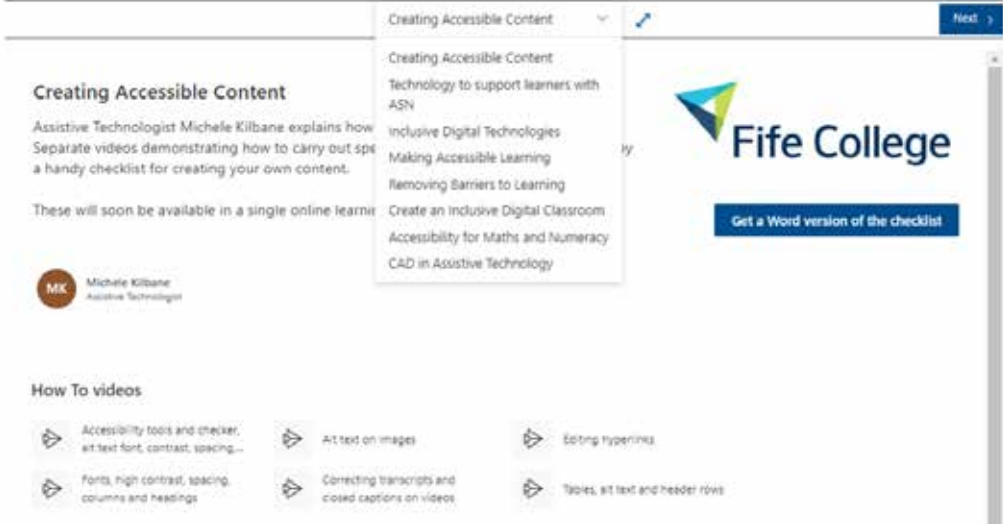 Creating Accessible Content
Next
Creating Accessible Content
Technology to support learners with
ASN
Inclusive Digital Technologies
Making Accessible Learning
Removing Barriers to Learning
Create an Inclusive Digital Classroom
Accessibility for Maths and Numeracy
CAD in Assistive Technology
Creating Accessible Content
Assistive Technologist Michele Kilbane explains how
Separate videos demonstrating how to carry out spe
a handy checklist for creating your own content.
These will soon be available in a single online learni
Fife College
Get a Word version of the checklist
MK
Michele Kilbane
Assistive Technologist
How To videos
Accessibility tools and checker,
alt text font, contrast, spacing,...
Alt text on images
Editing hyperlinks
Fonts, high contrast, spacing,
columns and headings
Correcting transcripts and
closed captions on videos
Tables, alt text and header rows